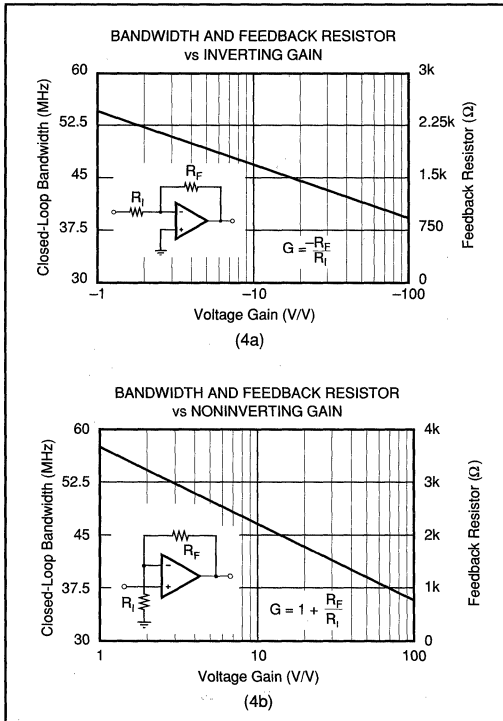 BANDWIDTH AND FEEDBACK RESISTOR
vs INVERTING GAIN
Closed-Loop Bandwidth (MHz)
60
52.5
45
37.5
30
3k
2.25k
1.5k
750
0
Feedback Resistor (Ω)
R_F
R_I
−
+
G = −R_F / R_I
−1
−10
−100
Voltage Gain (V/V)
(4a)
BANDWIDTH AND FEEDBACK RESISTOR
vs NONINVERTING GAIN
Closed-Loop Bandwidth (MHz)
60
52.5
45
37.5
30
4k
3k
2k
1k
0
Feedback Resistor (Ω)
R_F
−
+
R_I
G = 1 + R_F / R_I
1
10
100
Voltage Gain (V/V)
(4b)